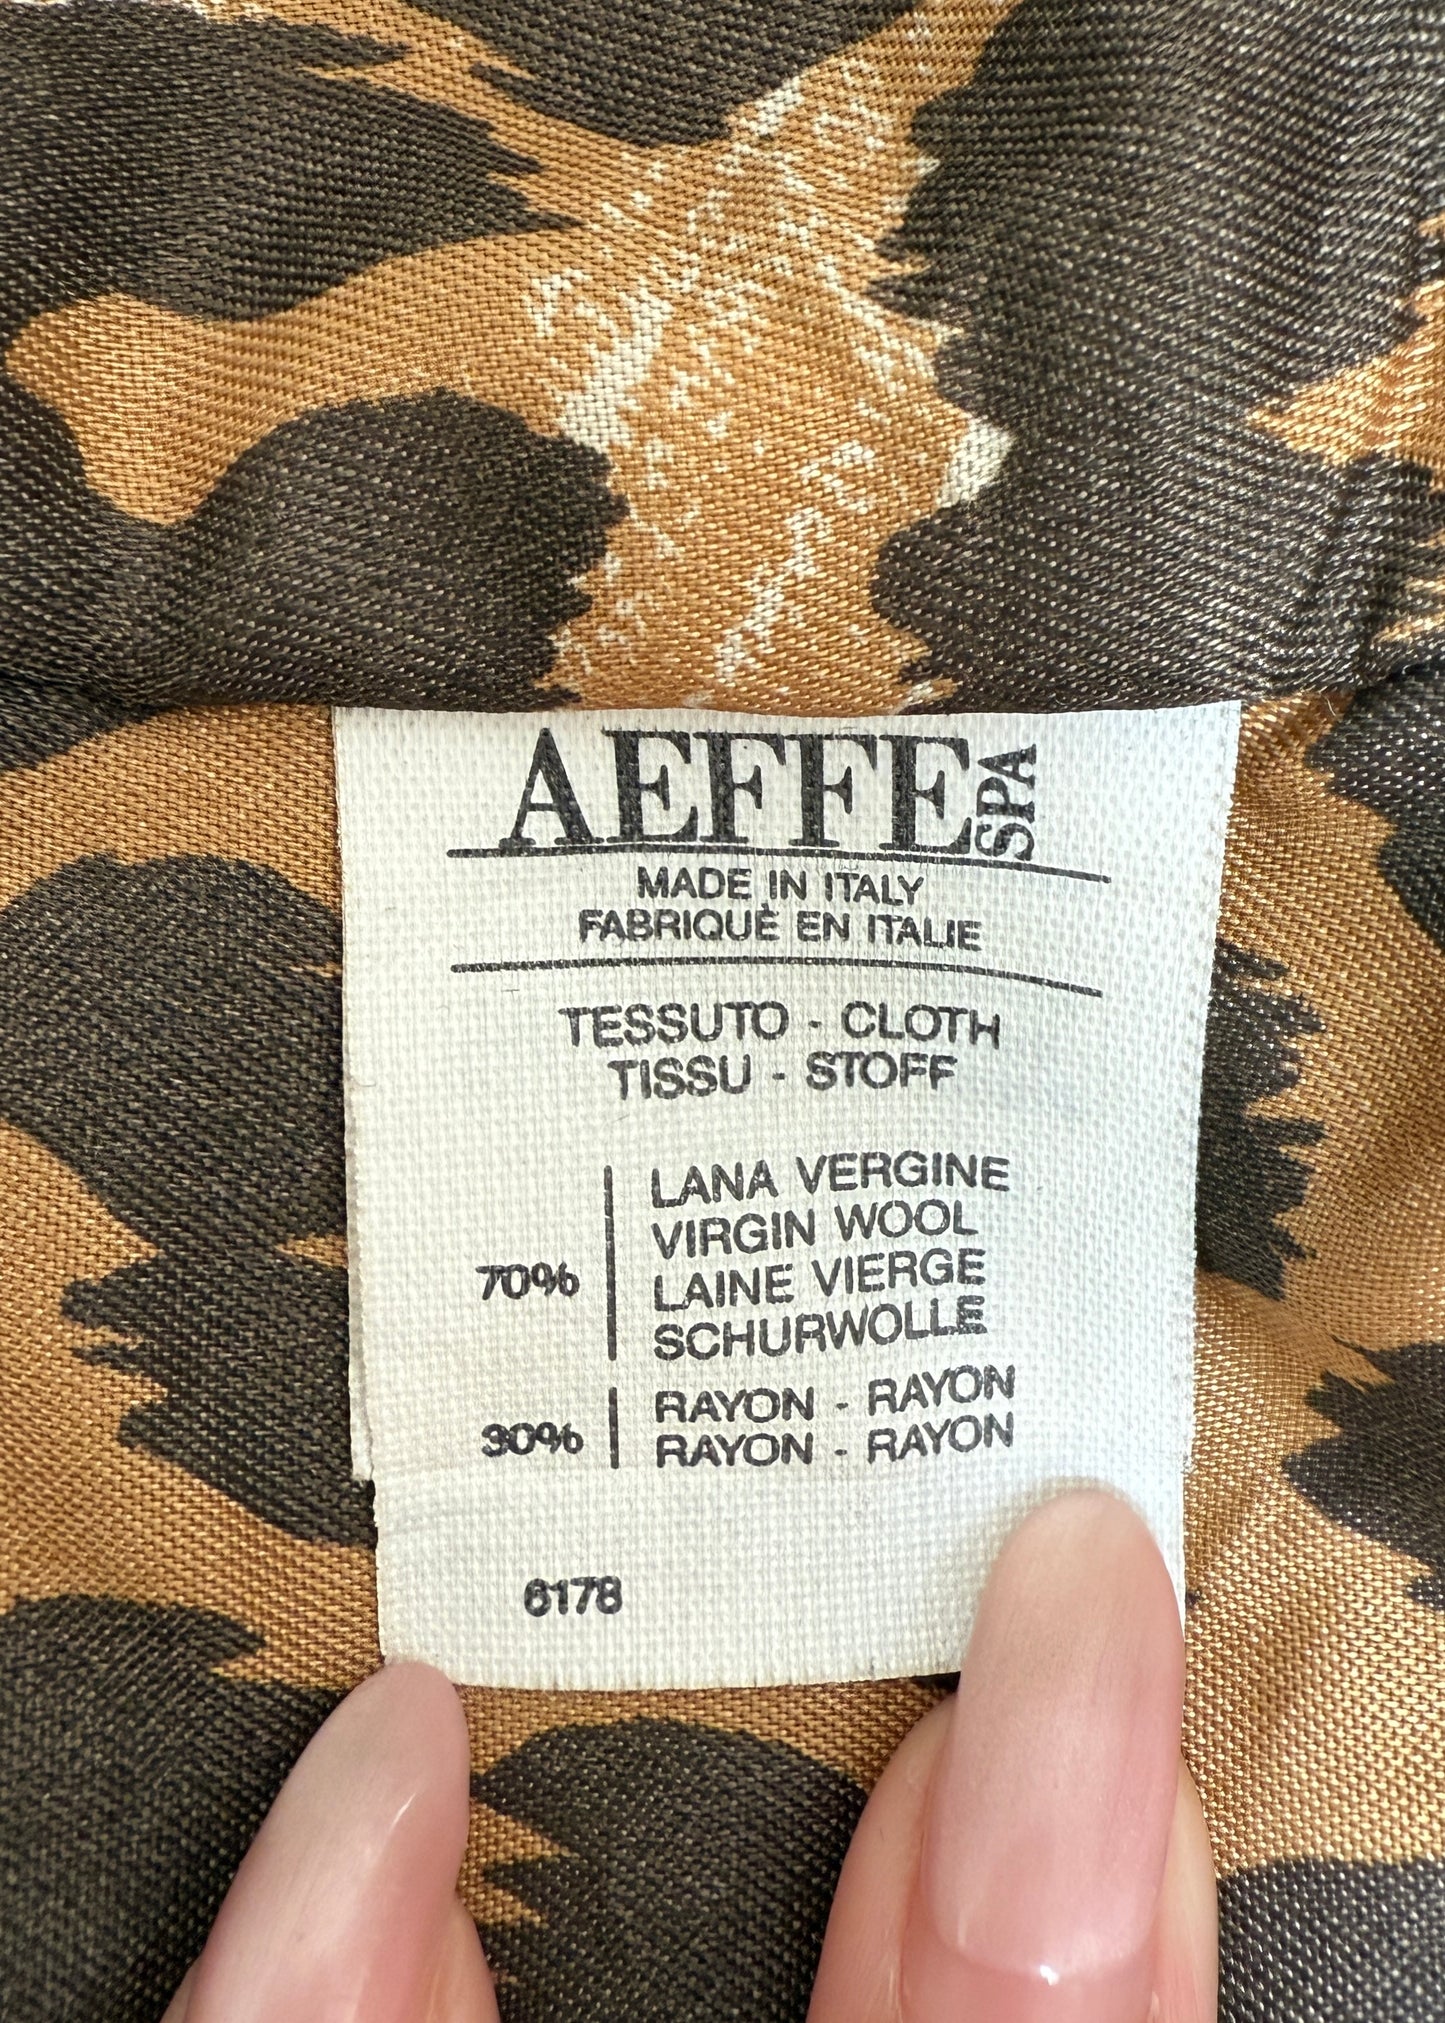 AEFFE SPA
MADE IN ITALY
FABRIQUÈ EN ITALIE
TESSUTO - CLOTH
TISSU - STOFF
LANA VERGINE
VIRGIN WOOL
70% LAINE VIERGE
SCHURWOLLE
RAYON - RAYON
30% RAYON - RAYON
6178